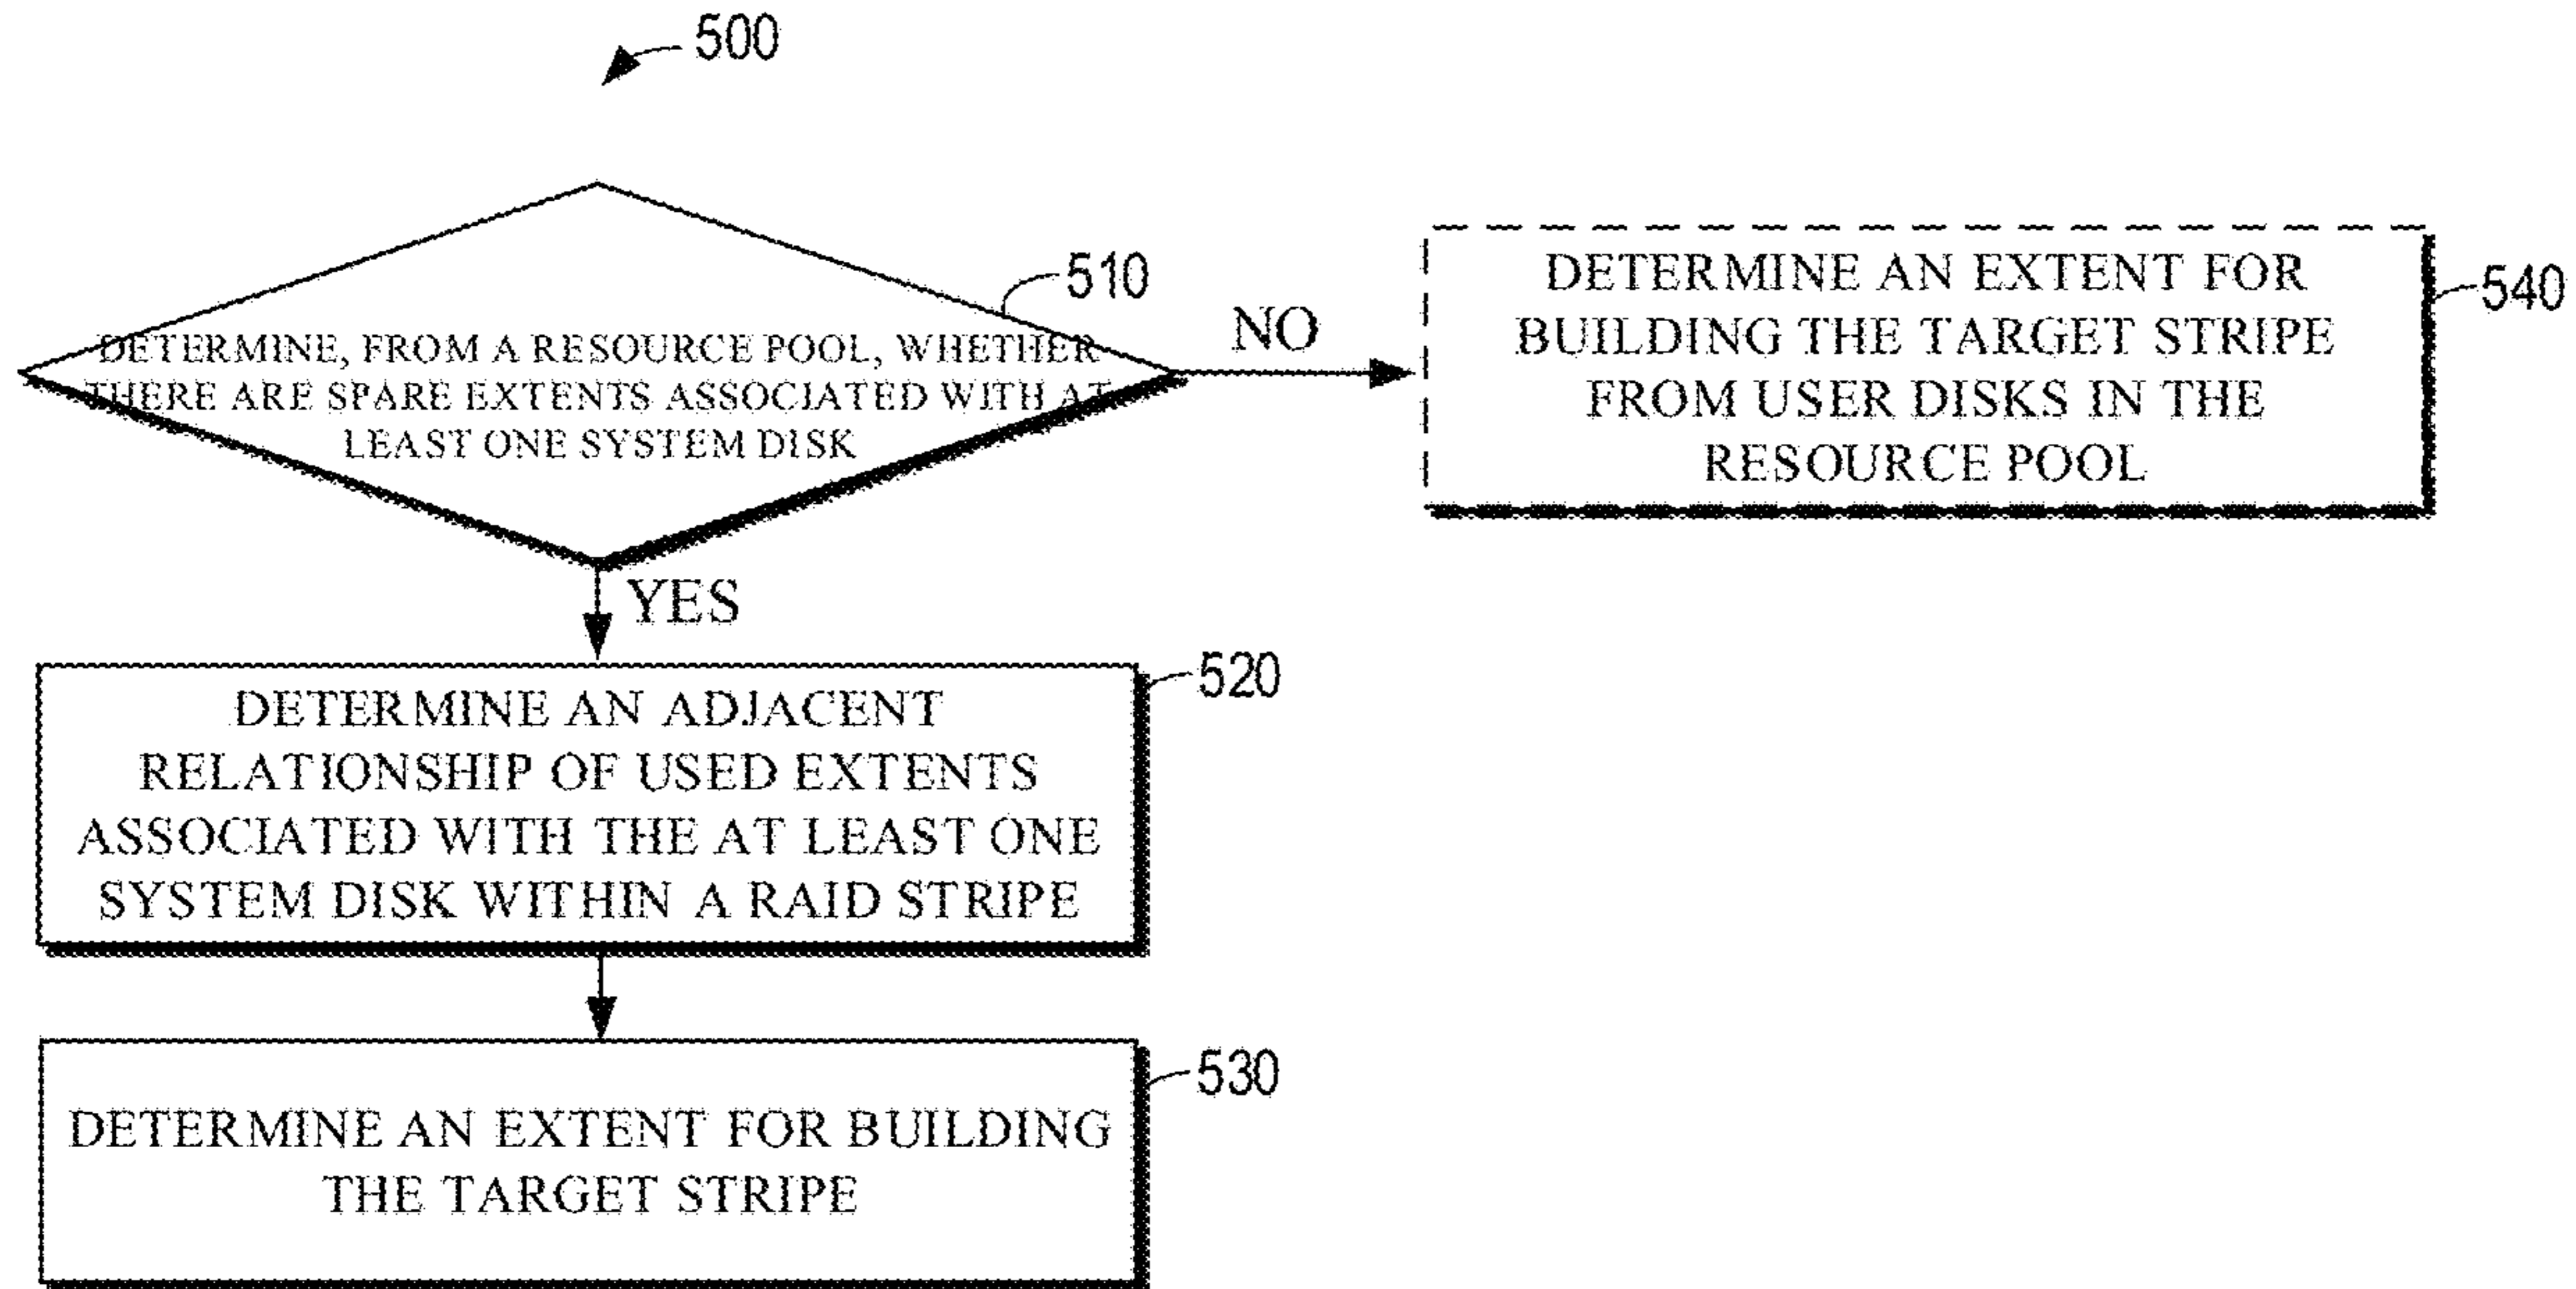 500
510
DETERMINE, FROM A RESOURCE POOL, WHETHER
THERE ARE SPARE EXTENTS ASSOCIATED WITH AT
LEAST ONE SYSTEM DISK
NO
540
DETERMINE AN EXTENT FOR
BUILDING THE TARGET STRIPE
FROM USER DISKS IN THE
RESOURCE POOL
YES
520
DETERMINE AN ADJACENT
RELATIONSHIP OF USED EXTENTS
ASSOCIATED WITH THE AT LEAST ONE
SYSTEM DISK WITHIN A RAID STRIPE
530
DETERMINE AN EXTENT FOR BUILDING
THE TARGET STRIPE